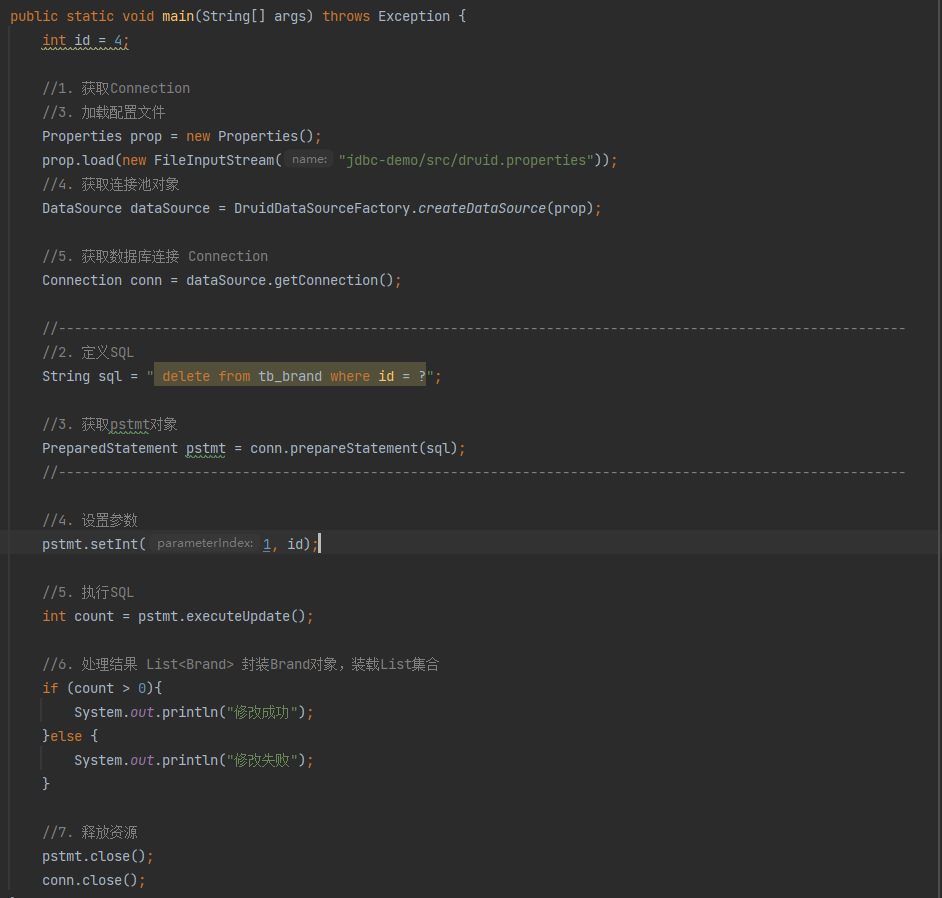 public static void main(String[] args) throws Exception {
    int id = 4;
    //1. 获取Connection
    //3. 加载配置文件
    Properties prop = new Properties();
    prop.load(new FileInputStream( name: "jdbc-demo/src/druid.properties"));
    //4. 获取连接池对象
    DataSource dataSource = DruidDataSourceFactory.createDataSource(prop);
    //5. 获取数据库连接 Connection
    Connection conn = dataSource.getConnection();
    //----------------------------------------------------------------------------------------------------------
    //2. 定义SQL
    String sql = " delete from tb_brand where id = ?";
    //3. 获取pstmt对象
    PreparedStatement pstmt = conn.prepareStatement(sql);
    //----------------------------------------------------------------------------------------------------------
    //4. 设置参数
    pstmt.setInt( parameterIndex: 1, id);
    //5. 执行SQL
    int count = pstmt.executeUpdate();
    //6. 处理结果 List<Brand> 封装Brand对象，装载List集合
    if (count > 0){
        System.out.println("修改成功");
    }else {
        System.out.println("修改失败");
    }
    //7. 释放资源
    pstmt.close();
    conn.close();